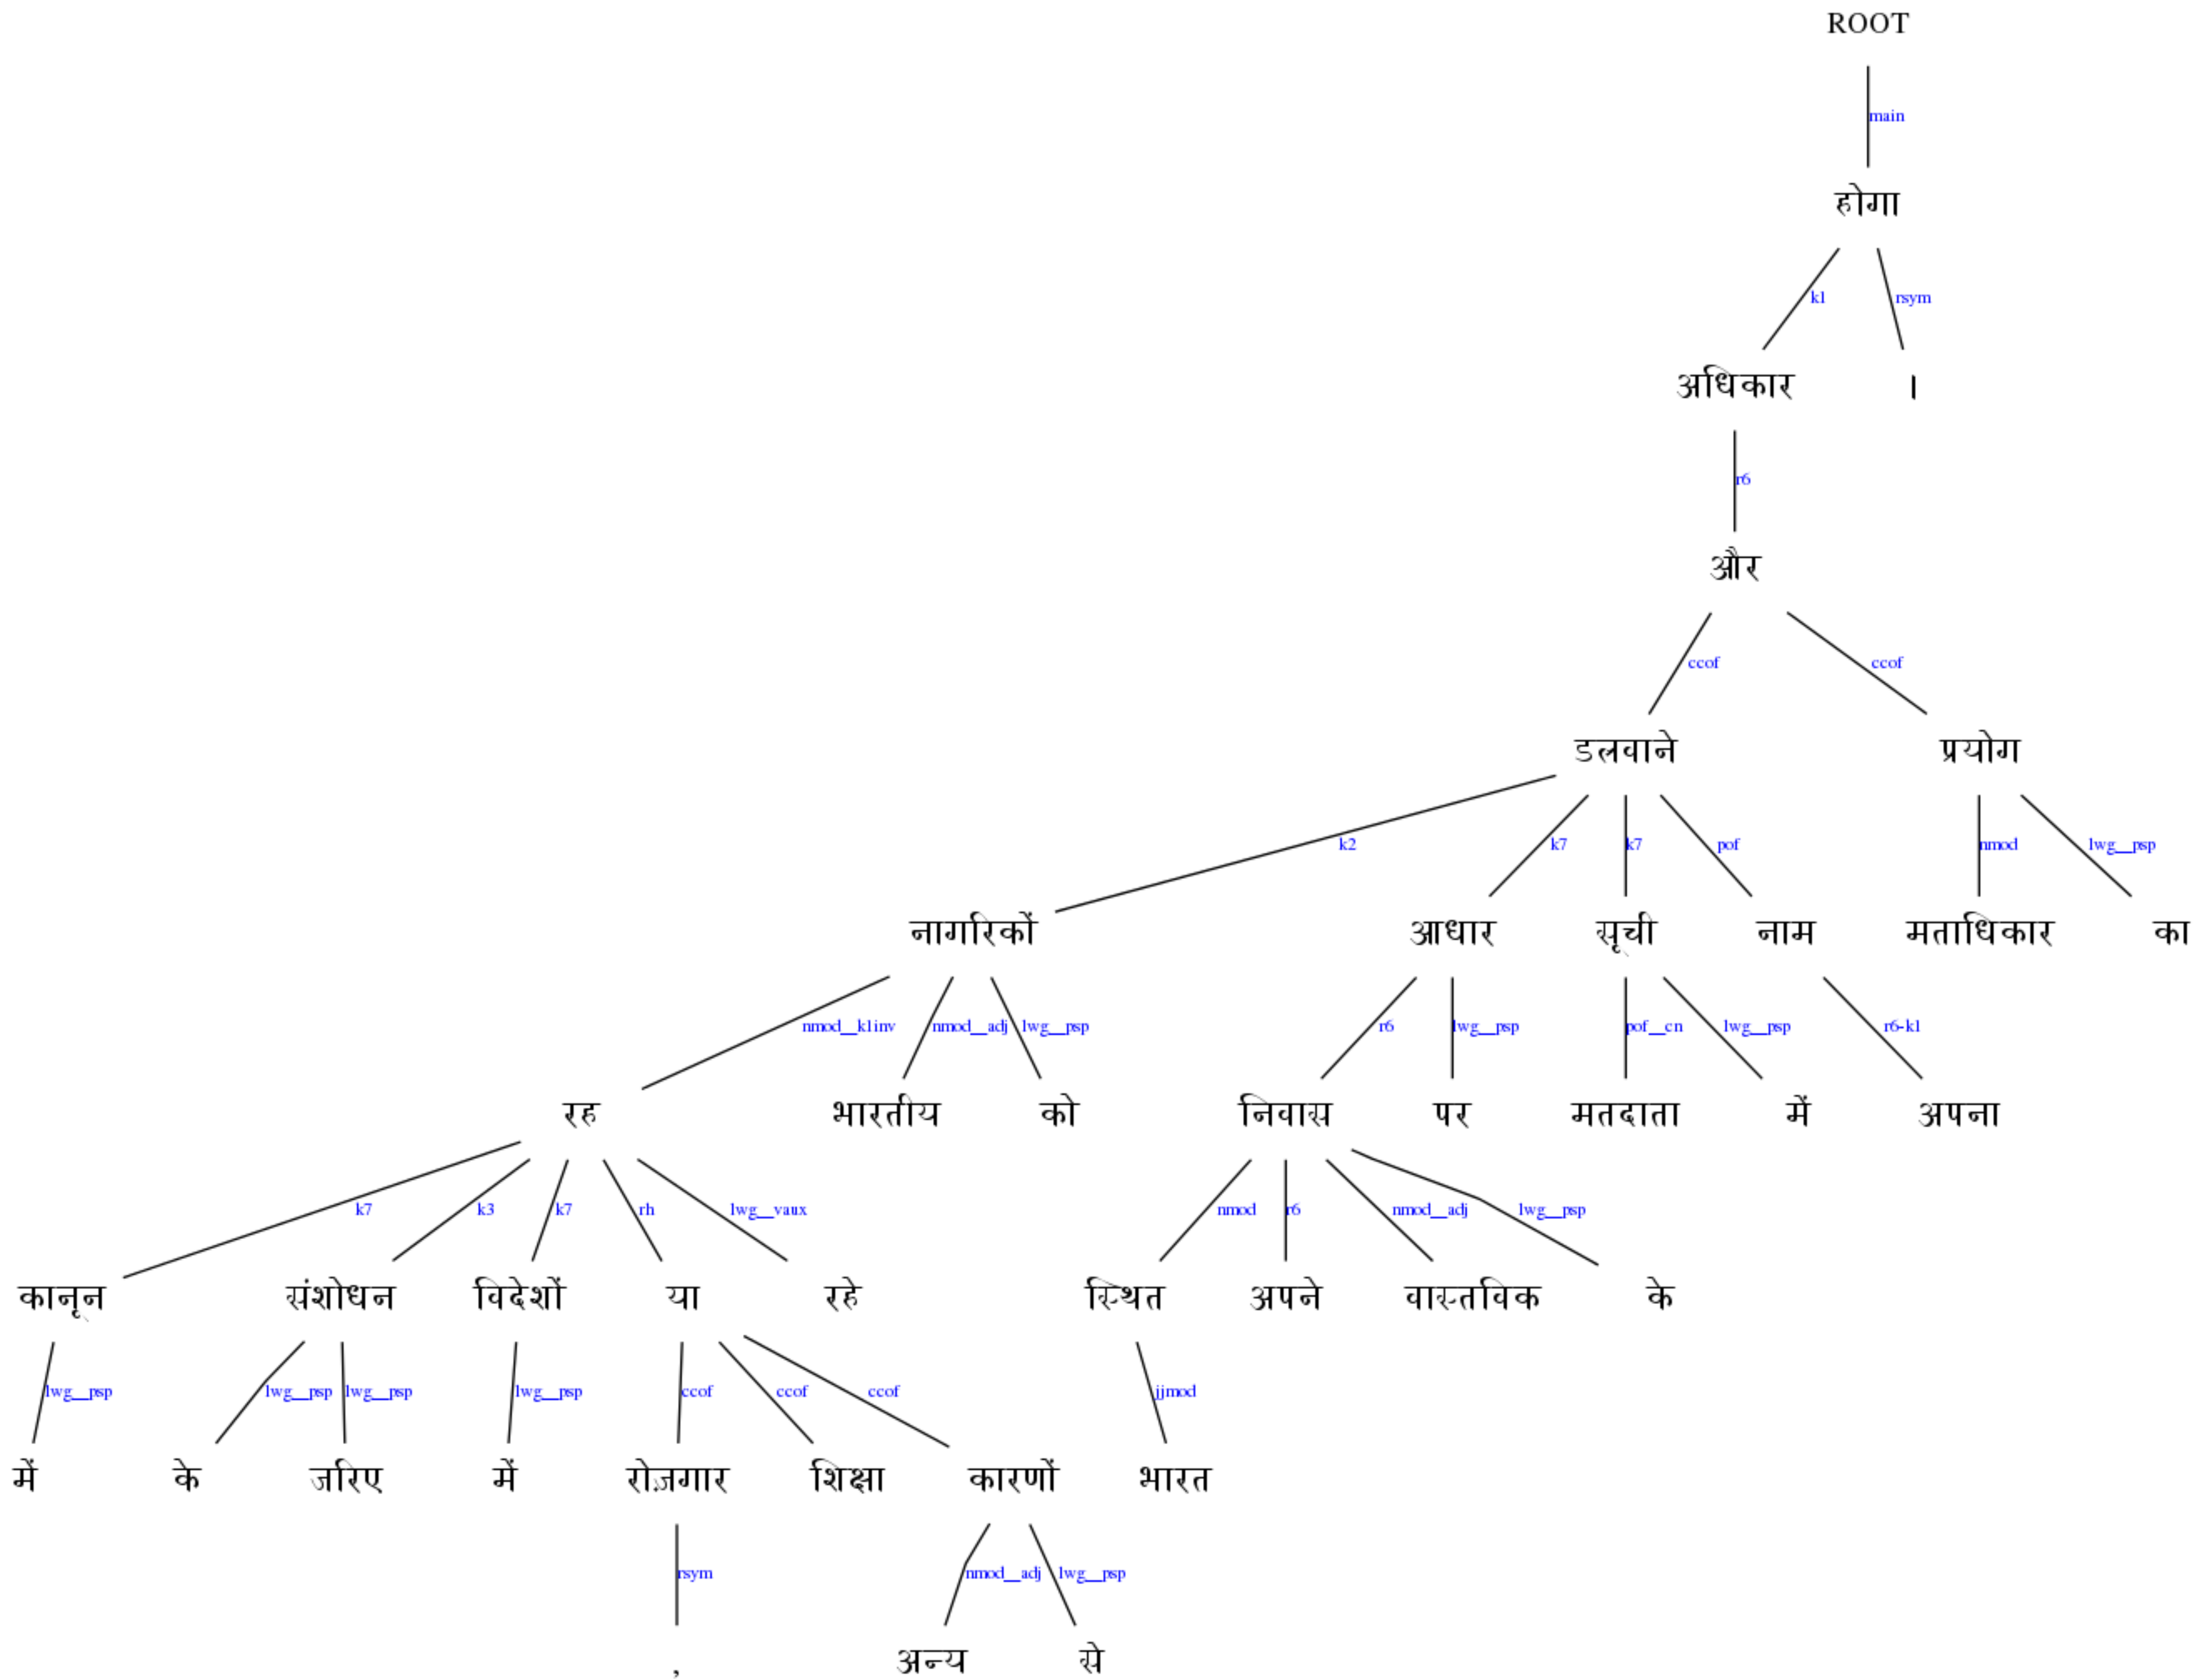 ROOT
main
होगा
k1 rsym
अधिकार ।
r6
और
ccof ccof
डलवाने प्रयोग
k2 k7 k7 pof nmod lwg__psp
नागरिकों आधार सूची नाम मताधिकार का
nmod__k1inv nmod__adj lwg__psp r6 lwg__psp pof__cn lwg__psp r6-k1
रह भारतीय को निवास पर मतदाता में अपना
k7 k3 k7 rh lwg__vaux nmod r6 nmod__adj lwg__psp
कानून संशोधन विदेशों या रहे स्थित अपने वास्तविक के
lwg__psp lwg__psp lwg__psp lwg__psp ccof ccof ccof jjmod
में के जरिए में रोज़गार शिक्षा कारणों भारत
rsym nmod__adj lwg__psp
, अन्य से